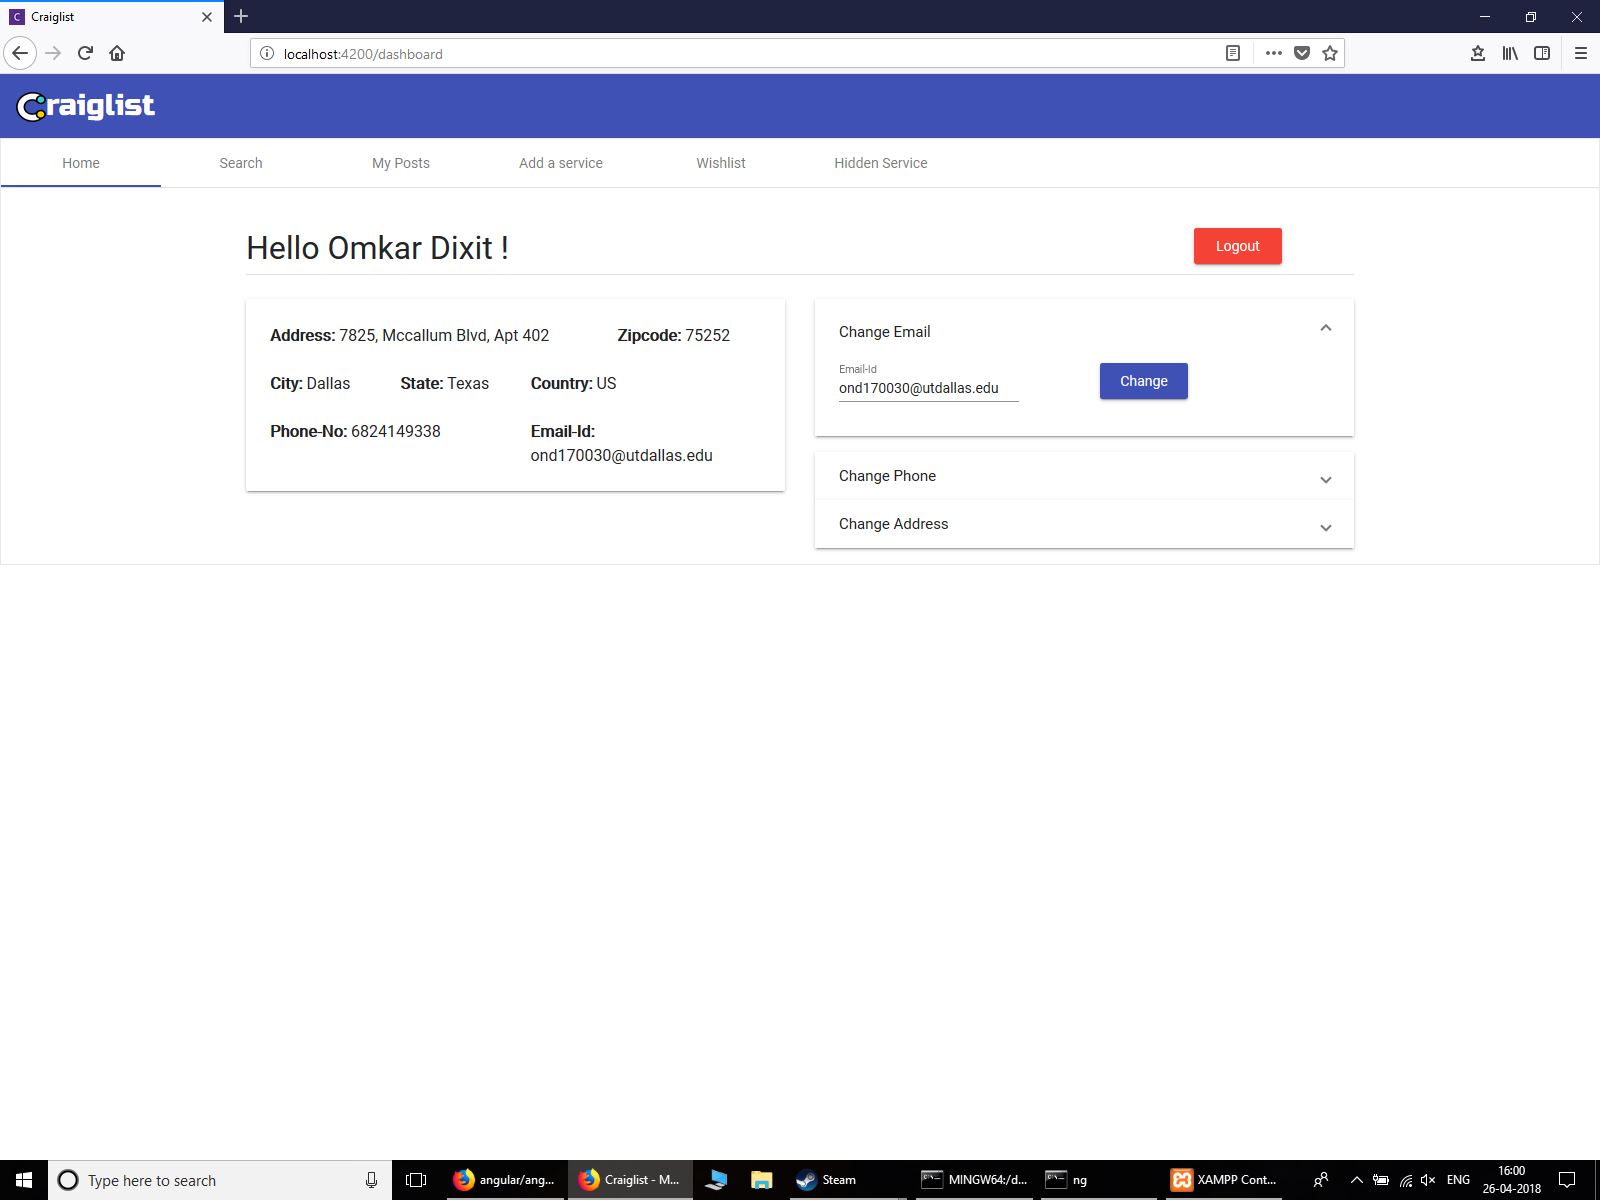 Craiglist
localhost:4200/dashboard
Craiglist
Home Search My Posts Add a service Wishlist Hidden Service
Hello Omkar Dixit !
Logout
Address: 7825, Mccallum Blvd, Apt 402 Zipcode: 75252
City: Dallas State: Texas Country: US
Phone-No: 6824149338 Email-Id:
ond170030@utdallas.edu
Change Email
Email-Id
ond170030@utdallas.edu
Change
Change Phone
Change Address
Type here to search
angular/ang...
Craiglist - M...
Steam
MINGW64:/d...
ng
XAMPP Cont...
ENG
16:00
26-04-2018